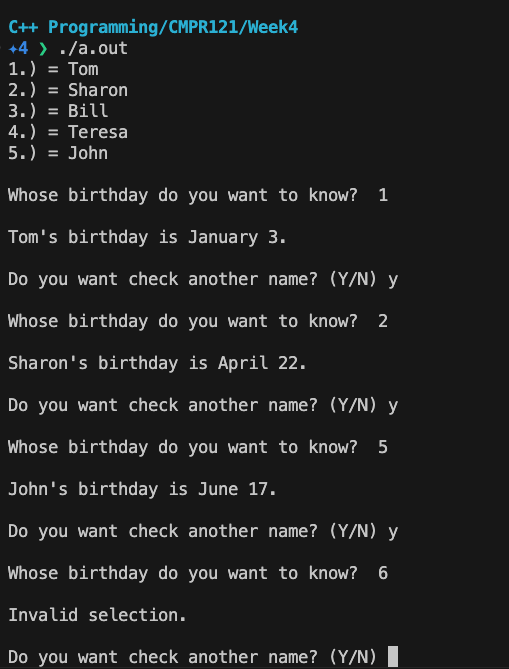 C++ Programming/CMPR121/Week4
✦4 ❯ ./a.out
1.) = Tom
2.) = Sharon
3.) = Bill
4.) = Teresa
5.) = John
Whose birthday do you want to know?  1
Tom's birthday is January 3.
Do you want check another name? (Y/N) y
Whose birthday do you want to know?  2
Sharon's birthday is April 22.
Do you want check another name? (Y/N) y
Whose birthday do you want to know?  5
John's birthday is June 17.
Do you want check another name? (Y/N) y
Whose birthday do you want to know?  6
Invalid selection.
Do you want check another name? (Y/N)